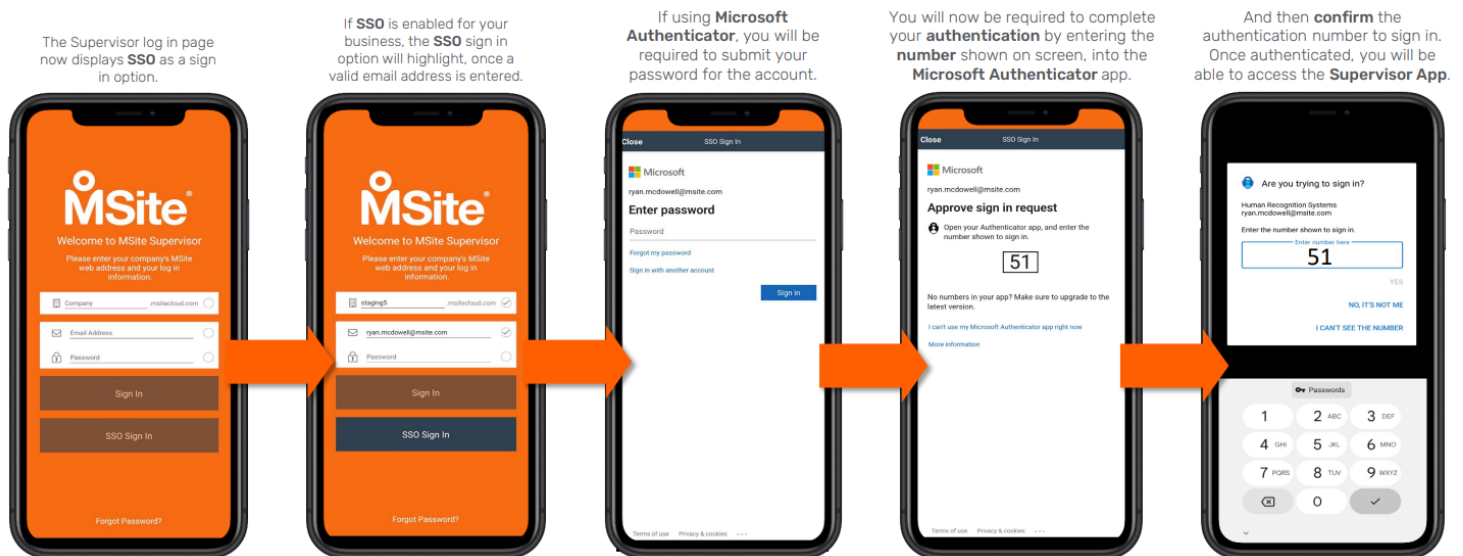 The Supervisor log in page
now displays SSO as a sign
in option.
If SSO is enabled for your
business, the SSO sign in
option will highlight, once a
valid email address is entered.
If using Microsoft
Authenticator, you will be
required to submit your
password for the account.
You will now be required to complete
your authentication by entering the
number shown on screen, into the
Microsoft Authenticator app.
And then confirm the
authentication number to sign in.
Once authenticated, you will be
able to access the Supervisor App.
MSite®
Welcome to MSite Supervisor
Please enter your company's MSite
web address and your log in
information.
Company .msitecloud.com
Email Address
Password
Sign In
SSO Sign In
Forgot Password?
MSite®
Welcome to MSite Supervisor
Please enter your company's MSite
web address and your log in
information.
staging5 .msitecloud.com
ryan.mcdowell@msite.com
Password
Sign In
SSO Sign In
Forgot Password?
Close SSO Sign In
Microsoft
ryan.mcdowell@msite.com
Enter password
Password
Forgot my password
Sign in with another account
Sign In
Terms of use Privacy & cookies ...
Close SSO Sign In
Microsoft
ryan.mcdowell@msite.com
Approve sign in request
Open your Authenticator app, and enter the
number shown to sign in.
51
No numbers in your app? Make sure to upgrade to the
latest version.
I can't use my Microsoft Authenticator app right now
More information
Terms of use Privacy & cookies ...
Are you trying to sign in?
Human Recognition Systems
ryan.mcdowell@msite.com
Enter the number shown to sign in.
Enter number here
51
YES
NO, IT'S NOT ME
I CAN'T SEE THE NUMBER
Passwords
1 2 ABC 3 DEF
4 GHI 5 JKL 6 MNO
7 PQRS 8 TUV 9 WXYZ
0